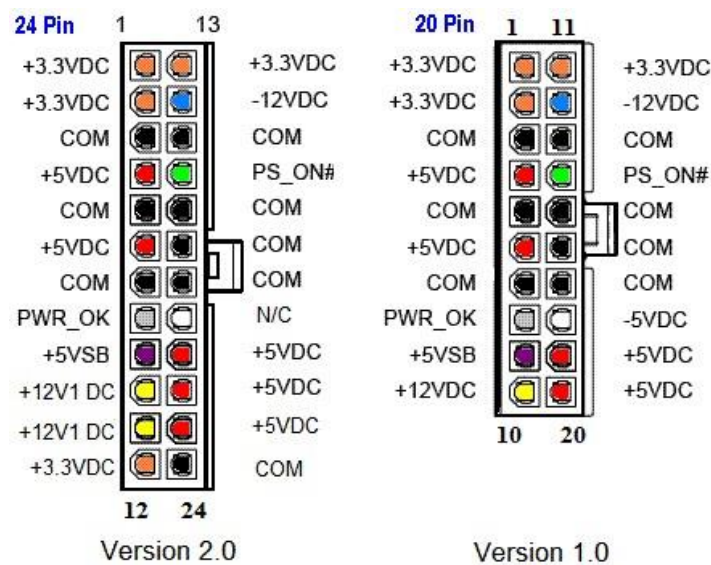 24 Pin 1 13
+3.3VDC +3.3VDC
+3.3VDC -12VDC
COM COM
+5VDC PS_ON#
COM COM
+5VDC COM
COM COM
PWR_OK N/C
+5VSB +5VDC
+12V1 DC +5VDC
+12V1 DC +5VDC
+3.3VDC COM
12 24
Version 2.0
20 Pin 1 11
+3.3VDC +3.3VDC
+3.3VDC -12VDC
COM COM
+5VDC PS_ON#
COM COM
+5VDC COM
COM COM
PWR_OK -5VDC
+5VSB +5VDC
+12VDC +5VDC
10 20
Version 1.0